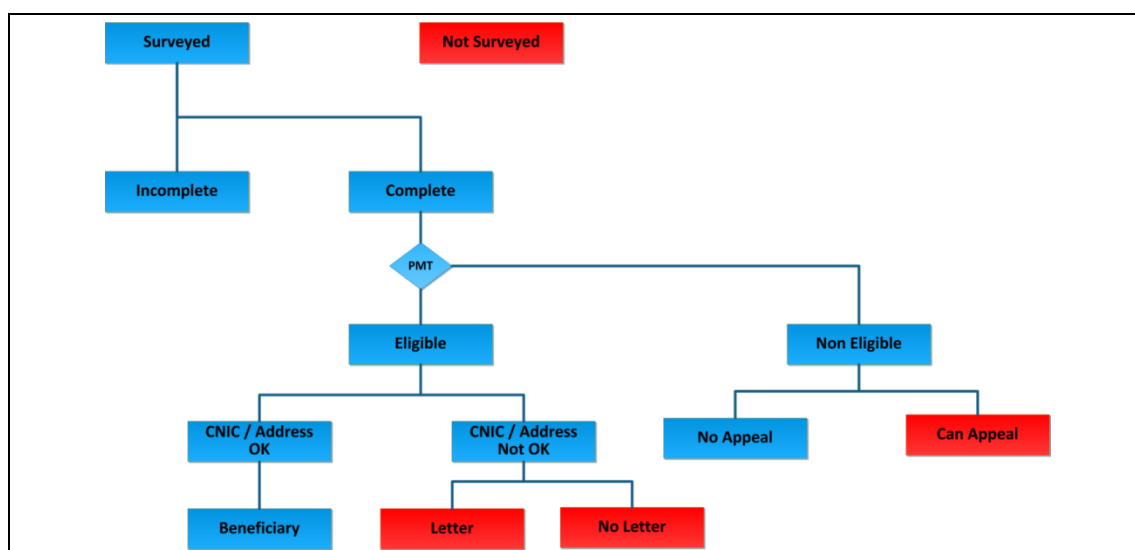 Surveyed
Not Surveyed
Incomplete
Complete
PMT
Eligible
Non Eligible
CNIC / Address
OK
CNIC / Address
Not OK
No Appeal
Can Appeal
Beneficiary
Letter
No Letter